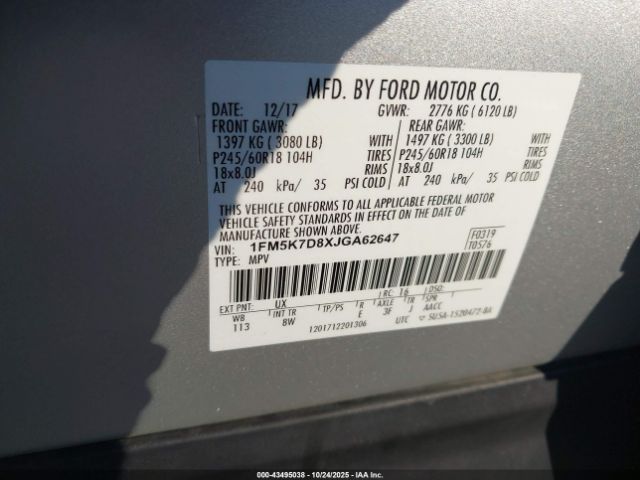 MFD. BY FORD MOTOR CO.
DATE: 12/17 GVWR: 2776 KG ( 6120 LB)
FRONT GAWR: REAR GAWR:
1397 KG ( 3080 LB) WITH 1497 KG ( 3300 LB) WITH
P245/60R18 104H TIRES P245/60R18 104H TIRES
18x8.0J RIMS 18x8.0J RIMS
AT 240 kPa/ 35 PSI COLD AT 240 kPa/ 35 PSI COLD
THIS VEHICLE CONFORMS TO ALL APPLICABLE FEDERAL MOTOR
VEHICLE SAFETY STANDARDS IN EFFECT ON THE DATE OF
MANUFACTURE SHOWN ABOVE.
VIN: 1FM5K7D8XJGA62647 F0319
TYPE: MPV T0576
EXT PNT: UX RC: 16 DSO:
WB INT TR TP/PS R AXLE TR SPR
113 8W E 3F J AACC
1201712201306 UTC ▽ 5U5A-1520472-BA
000-43495038 | 10/24/2025 | IAA Inc.